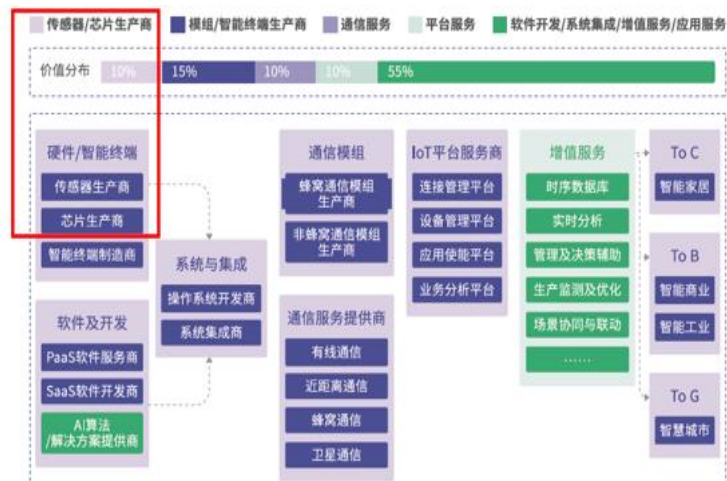 传感器/芯片生产商 模组/智能终端生产商 通信服务 平台服务 软件开发/系统集成/增值服务/应用服务
价值分布 10% 15% 10% 10% 55%
硬件/智能终端
传感器生产商
芯片生产商
智能终端制造商
软件及开发
PaaS软件服务商
SaaS软件开发商
AI算法
/解决方案提供商
系统与集成
操作系统开发商
系统集成商
通信模组
蜂窝通信模组
生产商
非蜂窝通信模组
生产商
通信服务提供商
有线通信
近距离通信
蜂窝通信
卫星通信
IoT平台服务商
连接管理平台
设备管理平台
应用使能平台
业务分析平台
增值服务
时序数据库
实时分析
管理及决策辅助
生产监测及优化
场景协同与联动
……
To C
智能家居
To B
智能商业
智能工业
To G
智慧城市